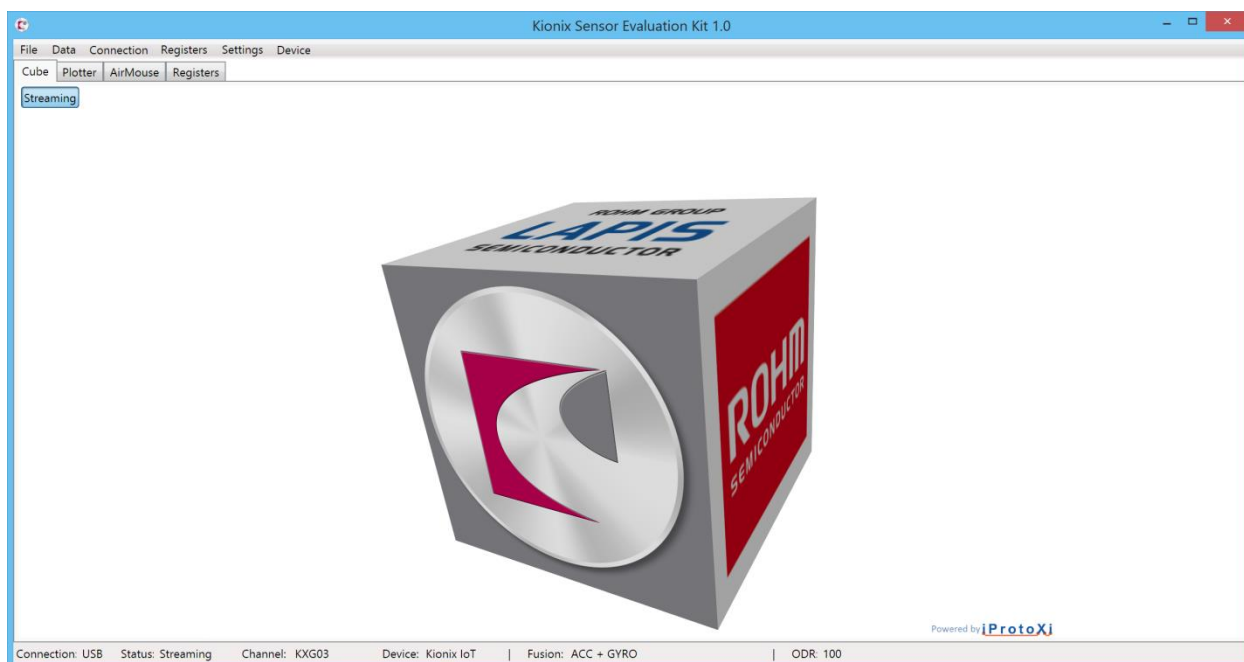 Kionix Sensor Evaluation Kit 1.0
File Data Connection Registers Settings Device
Cube Plotter AirMouse Registers
Streaming
ROHM GROUP
LAPIS
SEMICONDUCTOR
ROHM
SEMICONDUCTOR
Powered by iProtoXi
Connection: USB Status: Streaming Channel: KXG03 Device: Kionix IoT | Fusion: ACC + GYRO | ODR: 100